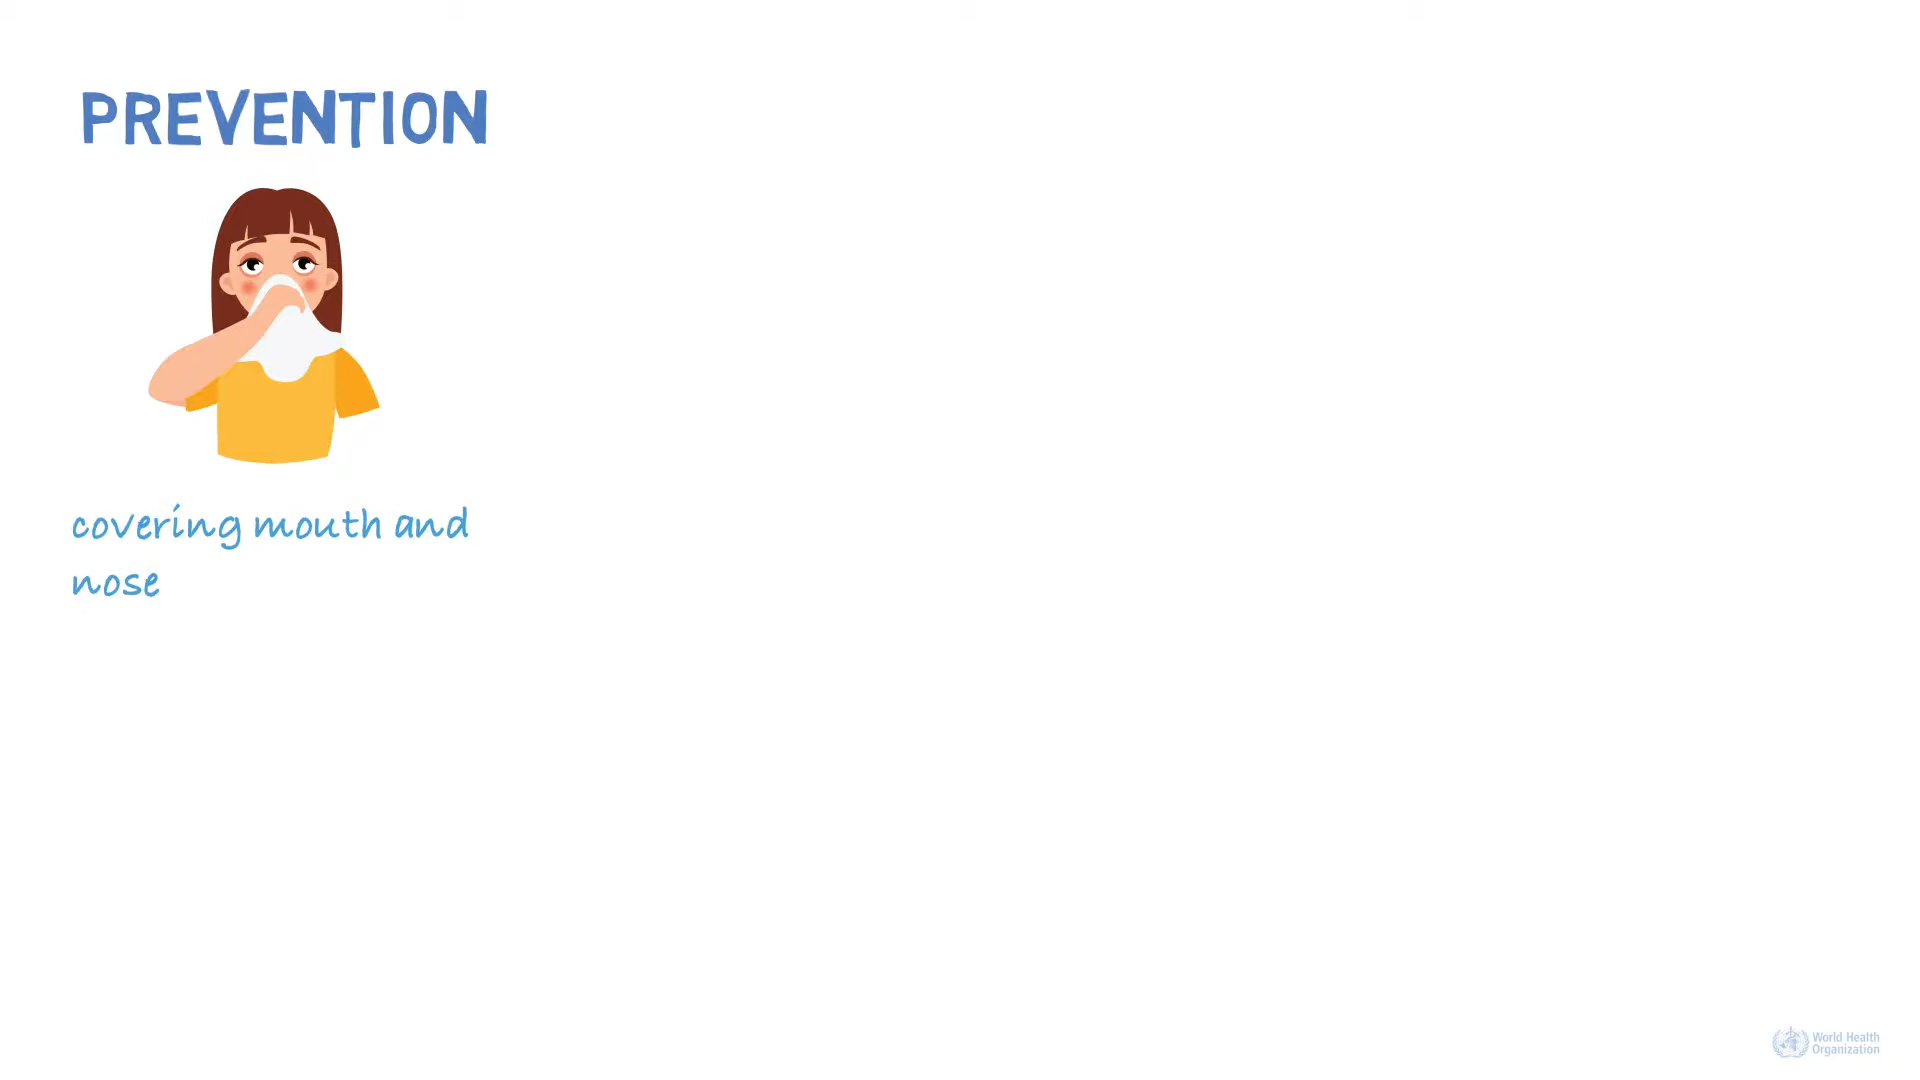 PREVENTION
covering mouth and
nose
World Health
Organization